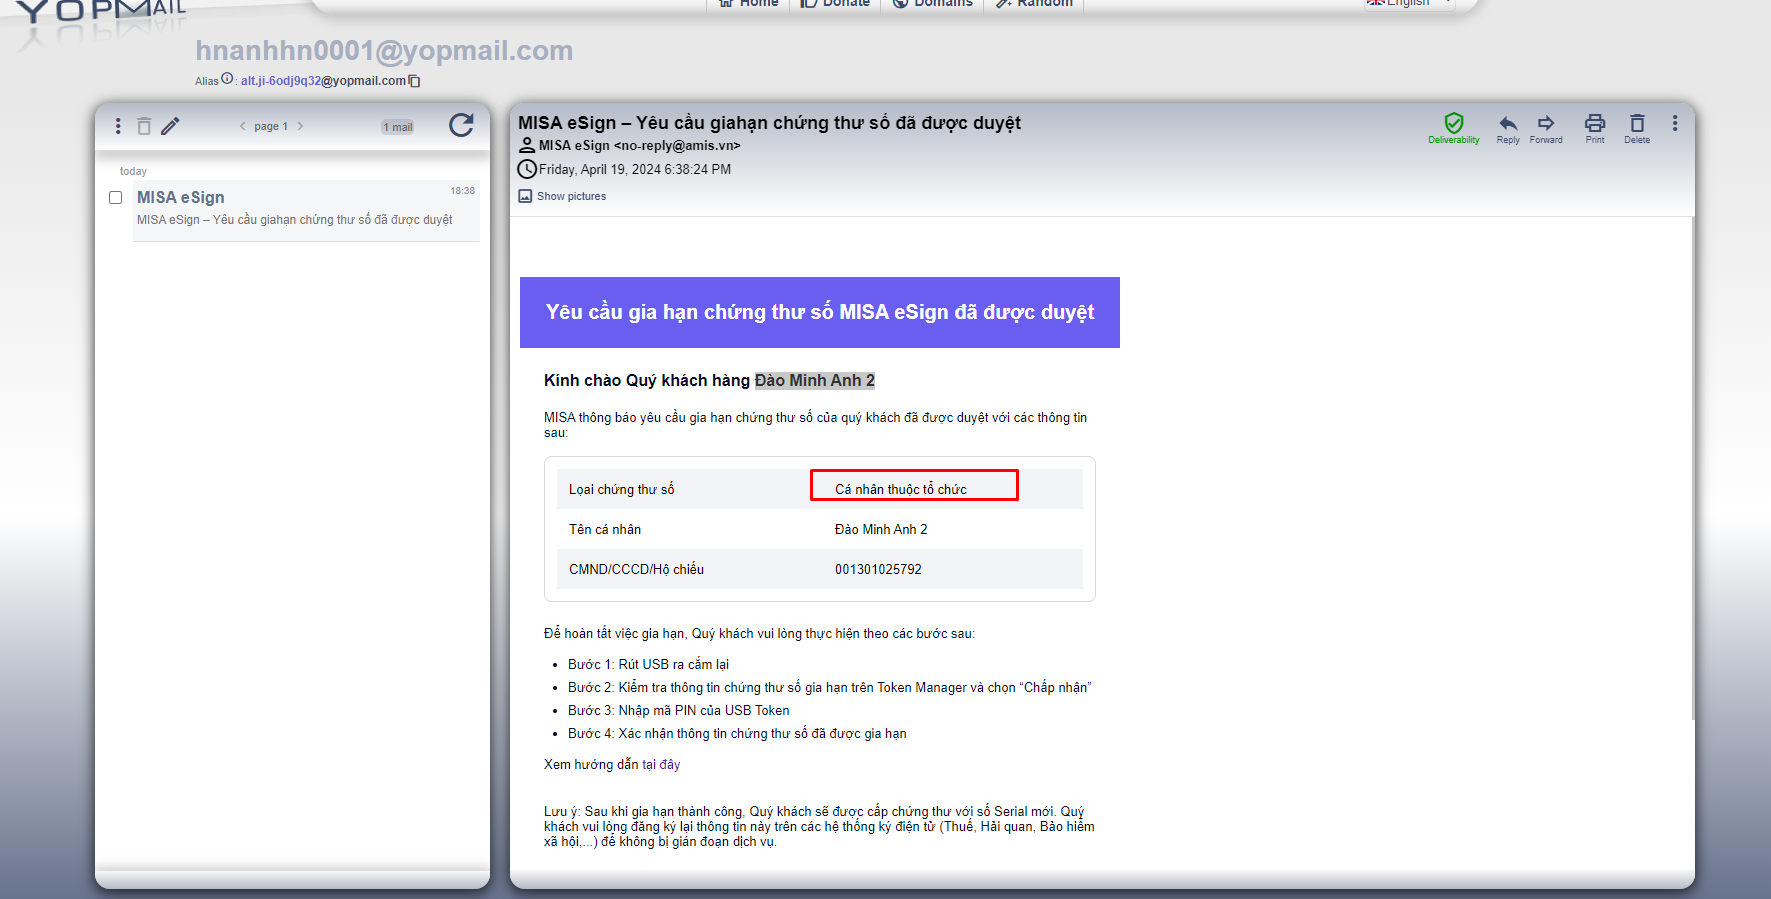 YOPMAIL
Home
Donate
Domains
Random
English
hnanhhn0001@yopmail.com
Alias : alt.ji-6odj9q32@yopmail.com
page 1
1 mail
today
MISA eSign
18:38
MISA eSign – Yêu cầu giahạn chứng thư số đã được duyệt
MISA eSign – Yêu cầu giahạn chứng thư số đã được duyệt
MISA eSign <no-reply@amis.vn>
Friday, April 19, 2024 6:38:24 PM
Show pictures
Deliverability
Reply
Forward
Print
Delete
Yêu cầu gia hạn chứng thư số MISA eSign đã được duyệt
Kính chào Quý khách hàng Đào Minh Anh 2
MISA thông báo yêu cầu gia hạn chứng thư số của quý khách đã được duyệt với các thông tin
sau:
Lọai chứng thư số
Cá nhân thuộc tổ chức
Tên cá nhân
Đào Minh Anh 2
CMND/CCCD/Hộ chiếu
001301025792
Để hoàn tất việc gia hạn, Quý khách vui lòng thực hiện theo các bước sau:
• Bước 1: Rút USB ra cắm lại
• Bước 2: Kiểm tra thông tin chứng thư số gia hạn trên Token Manager và chọn “Chấp nhận”
• Bước 3: Nhập mã PIN của USB Token
• Bước 4: Xác nhận thông tin chứng thư số đã được gia hạn
Xem hướng dẫn tại đây
Lưu ý: Sau khi gia hạn thành công, Quý khách sẽ được cấp chứng thư với số Serial mới. Quý
khách vui lòng đăng ký lại thông tin này trên các hệ thống ký điện tử (Thuế, Hải quan, Bảo hiểm
xã hội,...) để không bị gián đoạn dịch vụ.